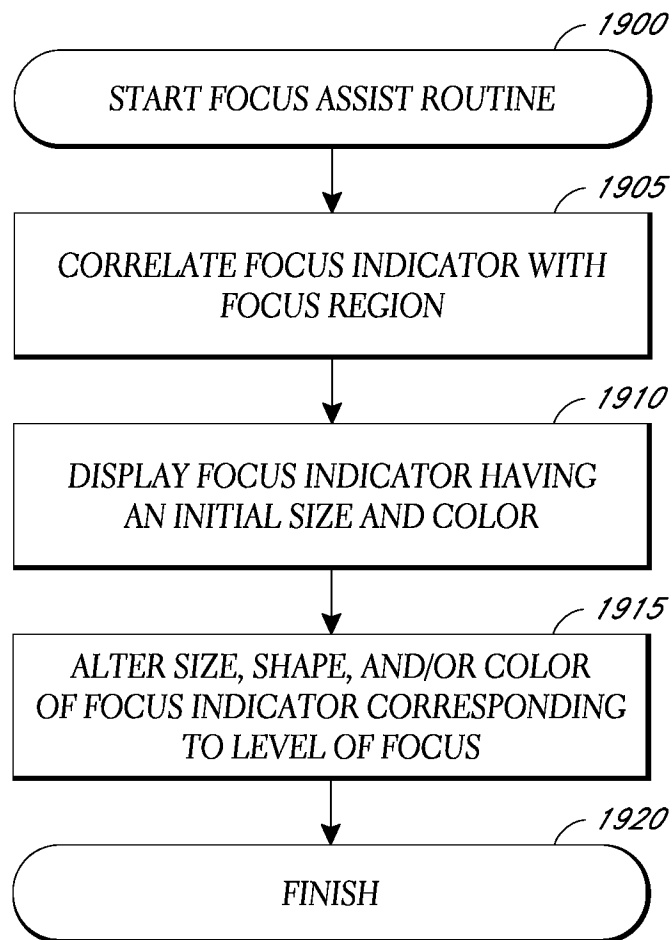 1900
START FOCUS ASSIST ROUTINE
1905
CORRELATE FOCUS INDICATOR WITH
FOCUS REGION
1910
DISPLAY FOCUS INDICATOR HAVING
AN INITIAL SIZE AND COLOR
1915
ALTER SIZE, SHAPE, AND/OR COLOR
OF FOCUS INDICATOR CORRESPONDING
TO LEVEL OF FOCUS
1920
FINISH